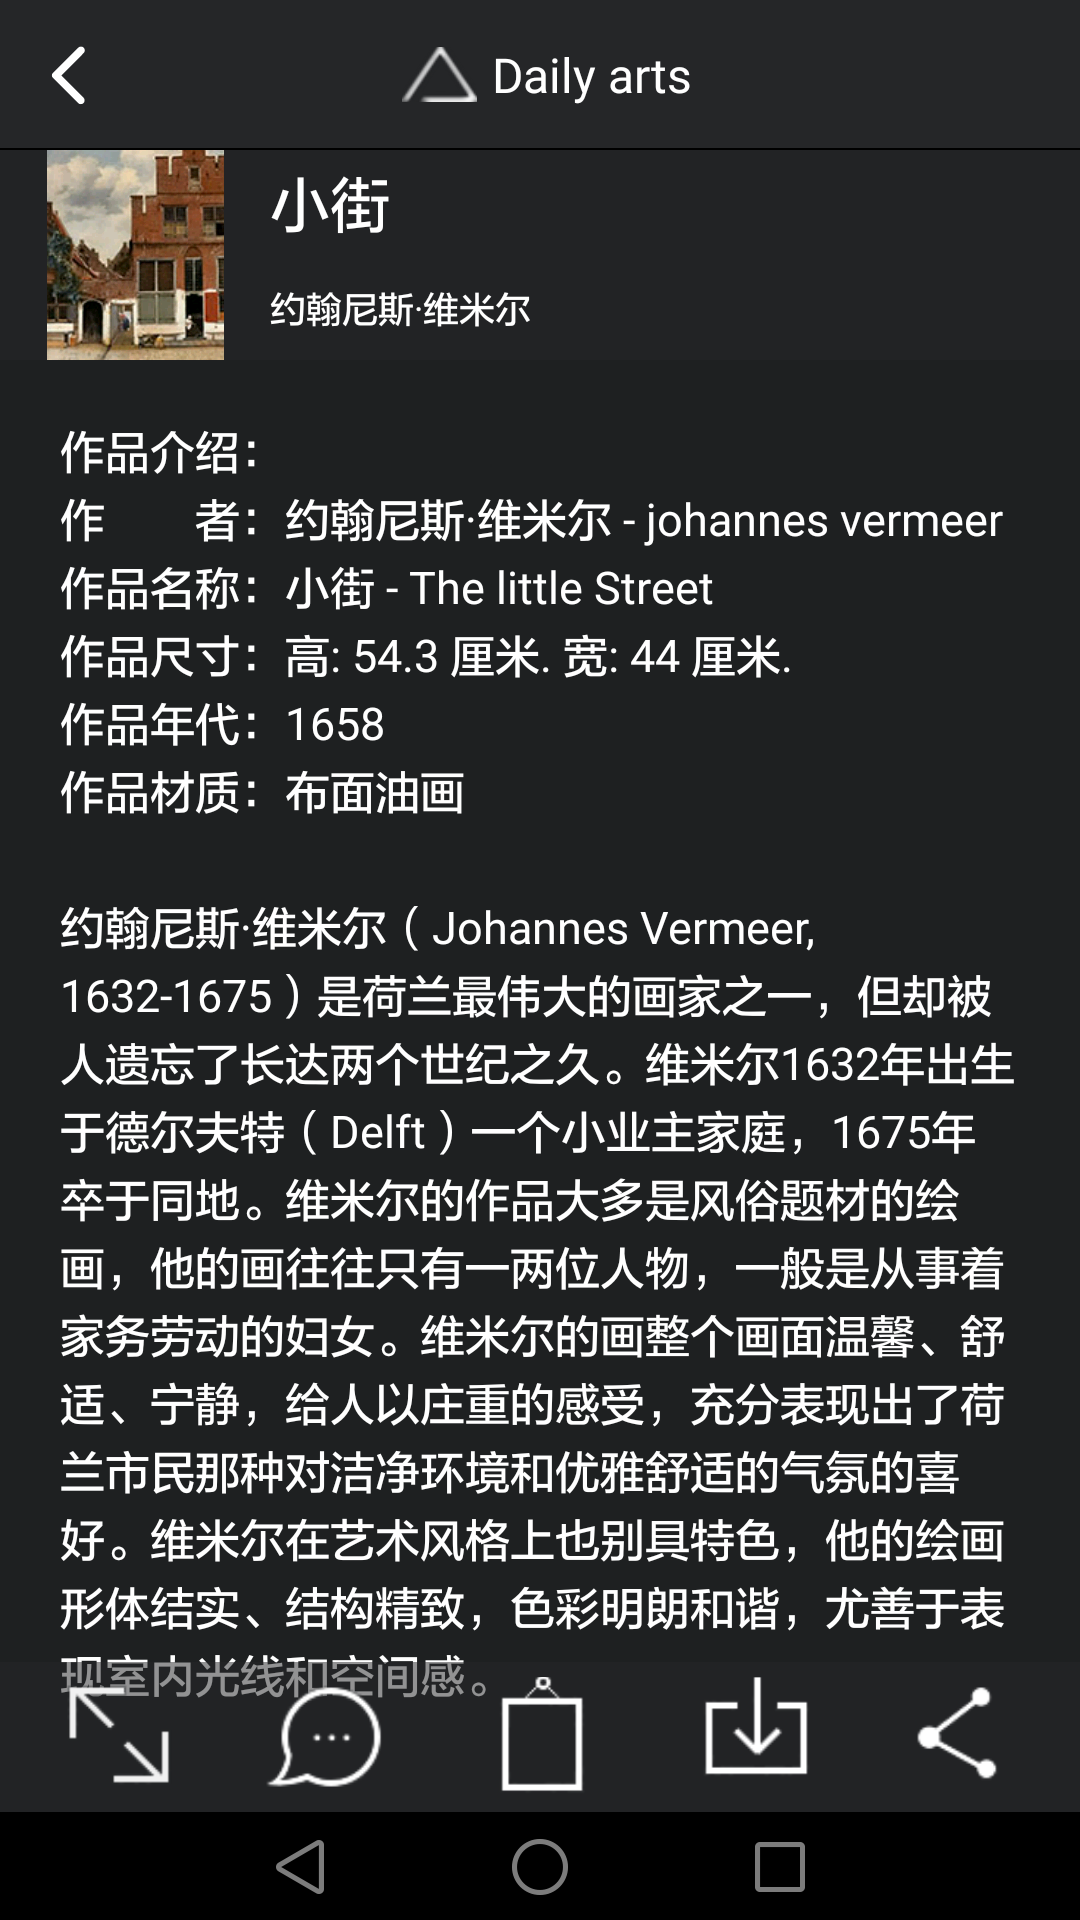 Daily arts
小街
约翰尼斯·维米尔
作品介绍：
作　　者：约翰尼斯·维米尔 - johannes vermeer
作品名称：小街 - The little Street
作品尺寸：高: 54.3 厘米. 宽: 44 厘米.
作品年代：1658
作品材质：布面油画
约翰尼斯·维米尔（Johannes Vermeer,
1632-1675）是荷兰最伟大的画家之一，但却被
人遗忘了长达两个世纪之久。维米尔1632年出生
于德尔夫特（Delft）一个小业主家庭，1675年
卒于同地。维米尔的作品大多是风俗题材的绘
画，他的画往往只有一两位人物，一般是从事着
家务劳动的妇女。维米尔的画整个画面温馨、舒
适、宁静，给人以庄重的感受，充分表现出了荷
兰市民那种对洁净环境和优雅舒适的气氛的喜
好。维米尔在艺术风格上也别具特色，他的绘画
形体结实、结构精致，色彩明朗和谐，尤善于表
现室内光线和空间感。